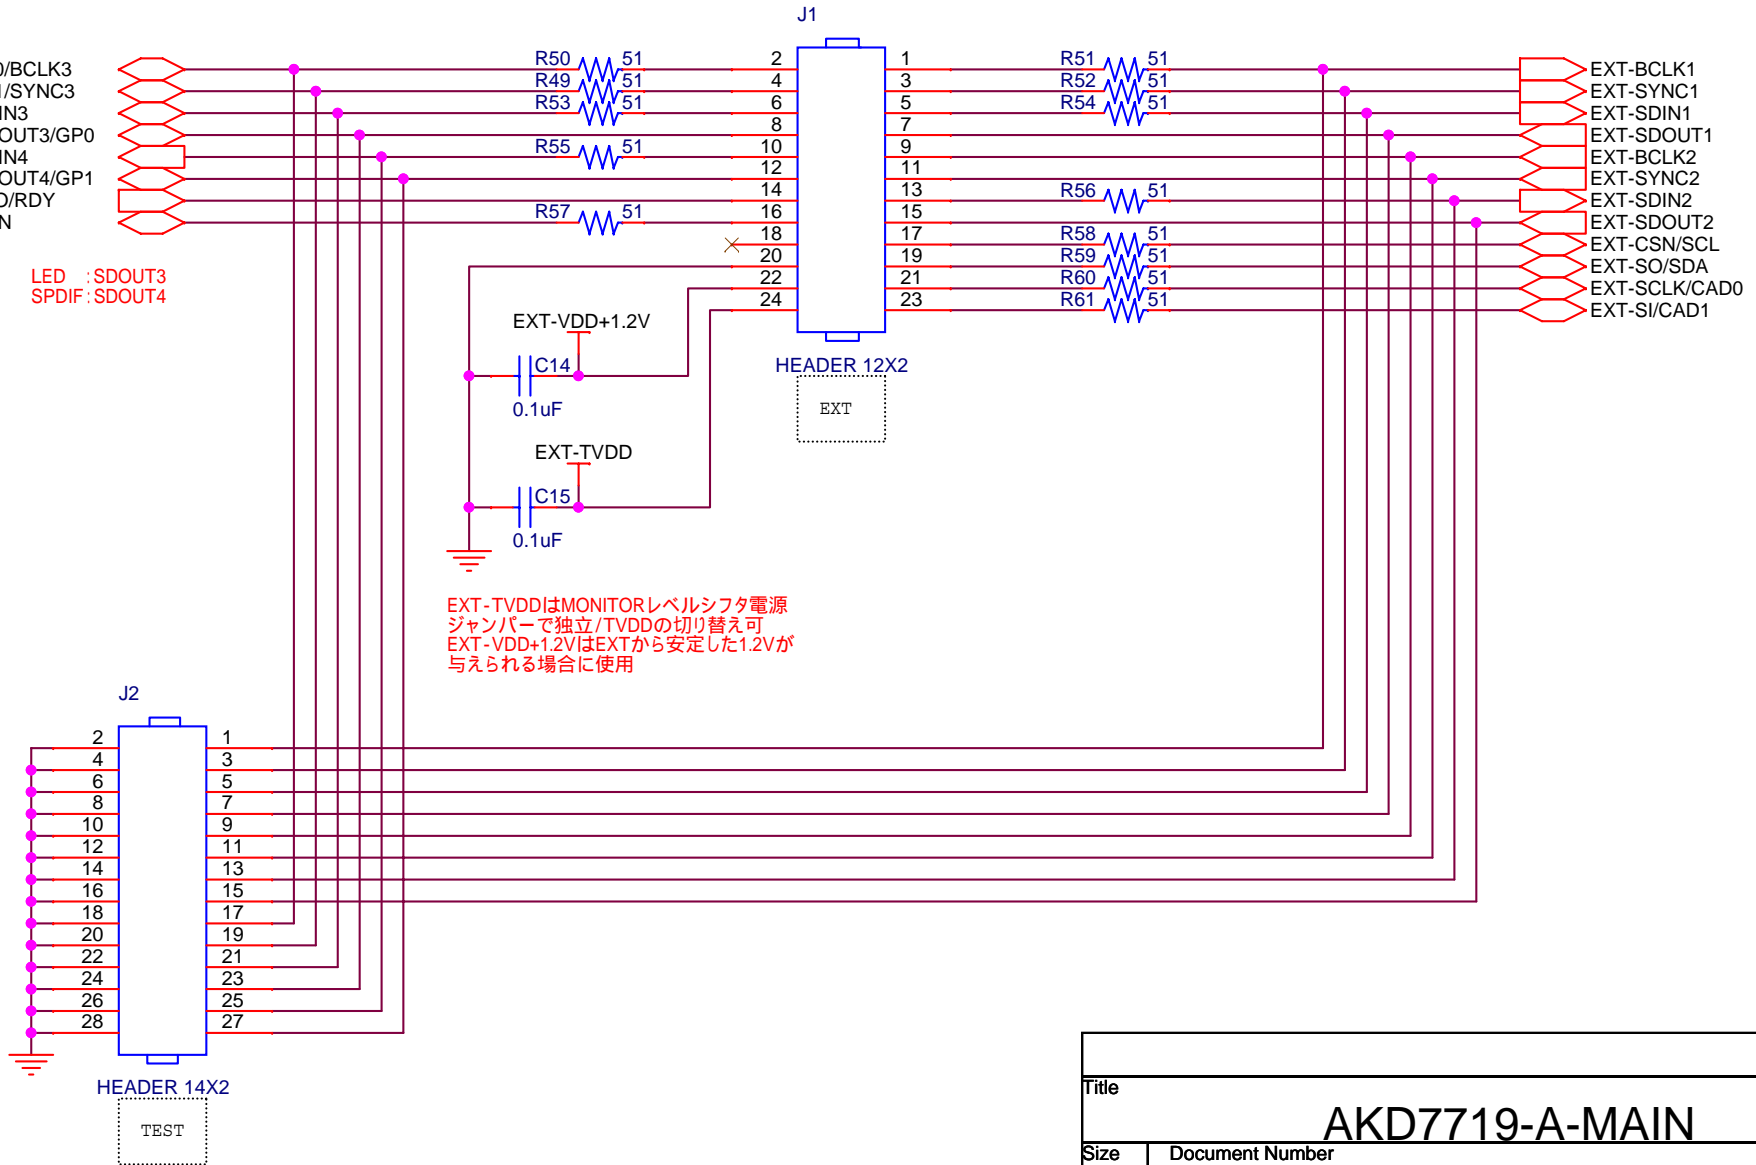 J1
0/BCLK3 R50 51 2 1 R51 51 EXT-BCLK1
/SYNC3 R49 51 4 3 R52 51 EXT-SYNC1
IN3 R53 51 6 5 R54 51 EXT-SDIN1
OUT3/GP0 8 7 EXT-SDOUT1
IN4 R55 51 10 9 EXT-BCLK2
OUT4/GP1 12 11 EXT-SYNC2
O/RDY 14 13 R56 51 EXT-SDIN2
N R57 51 16 15 EXT-SDOUT2
18 17 R58 51 EXT-CSN/SCL
20 19 R59 51 EXT-SO/SDA
22 21 R60 51 EXT-SCLK/CAD0
24 23 R61 51 EXT-SI/CAD1
LED :SDOUT3
SPDIF:SDOUT4
EXT-VDD+1.2V
C14
0.1uF
HEADER 12X2
EXT
EXT-TVDD
C15
0.1uF
EXT-TVDDはMONITORレベルシフタ電源
ジャンパーで独立/TVDDの切り替え可
EXT-VDD+1.2VはEXTから安定した1.2Vが
与えられる場合に使用
J2
2 1
4 3
6 5
8 7
10 9
12 11
14 13
16 15
18 17
20 19
22 21
24 23
26 25
28 27
HEADER 14X2
TEST
Title
AKD7719-A-MAIN
Size Document Number